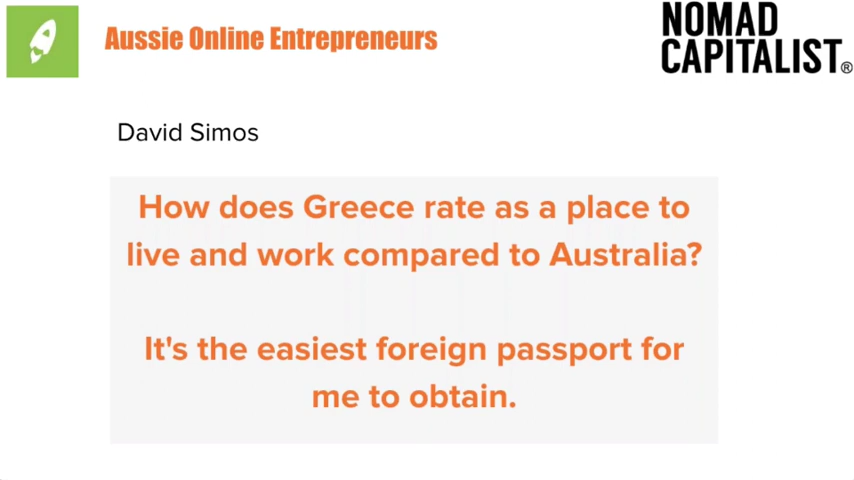 Aussie Online Entrepreneurs
NOMAD
CAPITALIST®
David Simos
How does Greece rate as a place to
live and work compared to Australia?
It's the easiest foreign passport for
me to obtain.